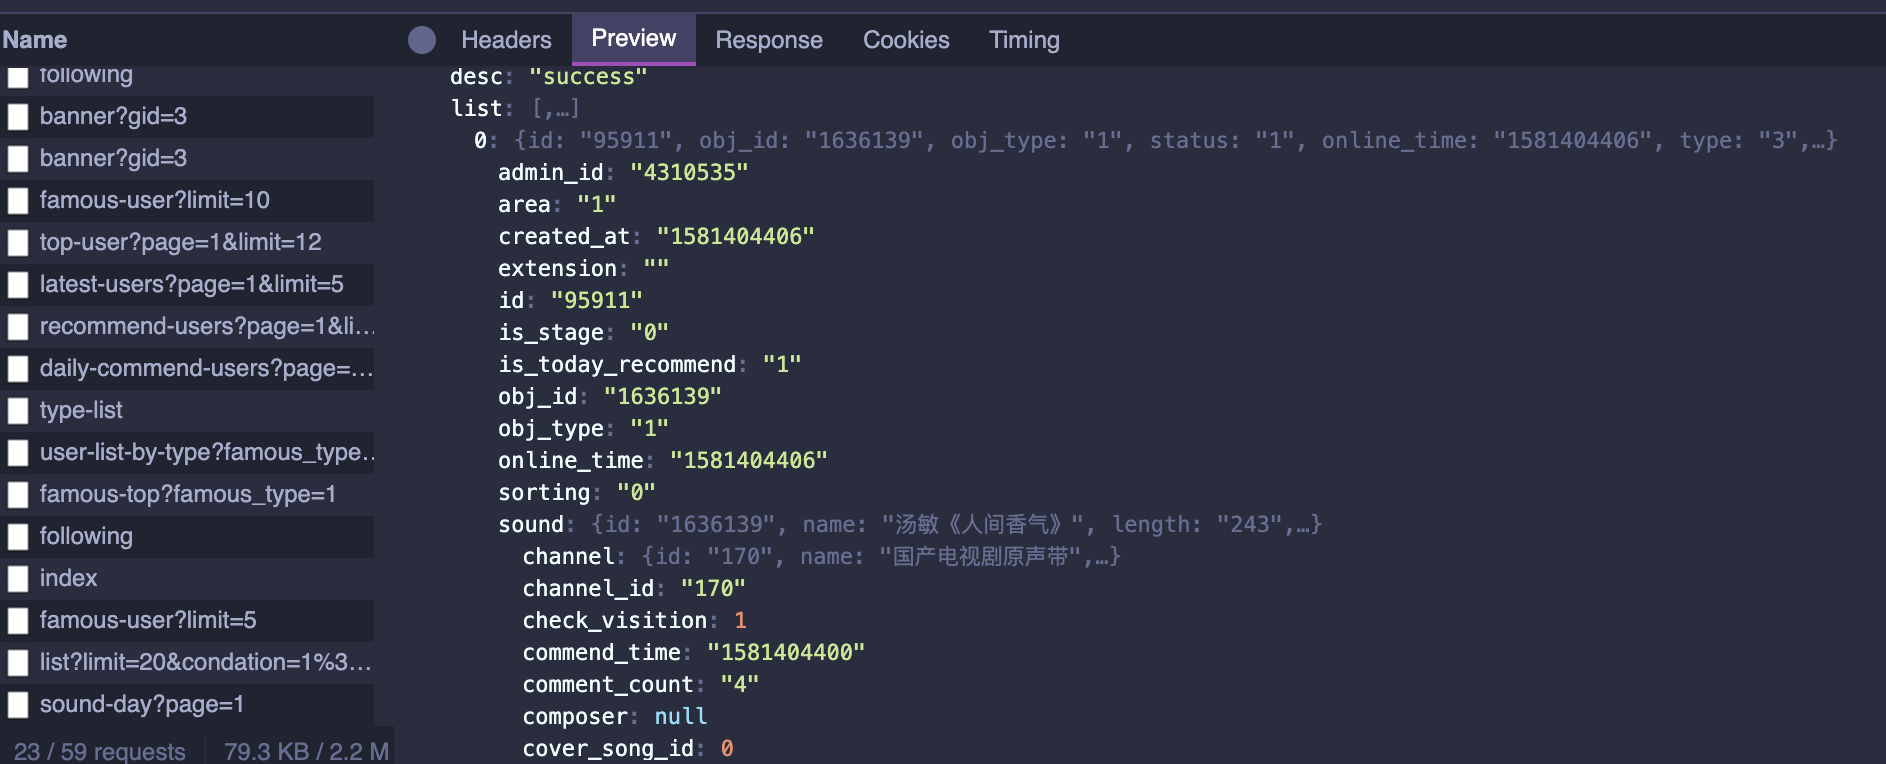 Name
Headers Preview Response Cookies Timing
following
banner?gid=3
banner?gid=3
famous-user?limit=10
top-user?page=1&limit=12
latest-users?page=1&limit=5
recommend-users?page=1&li…
daily-commend-users?page=…
type-list
user-list-by-type?famous_type…
famous-top?famous_type=1
following
index
famous-user?limit=5
list?limit=20&condation=1%3…
sound-day?page=1
23 / 59 requests 79.3 KB / 2.2 M
desc: "success"
list: [,…]
0: {id: "95911", obj_id: "1636139", obj_type: "1", status: "1", online_time: "1581404406", type: "3",…}
admin_id: "4310535"
area: "1"
created_at: "1581404406"
extension: ""
id: "95911"
is_stage: "0"
is_today_recommend: "1"
obj_id: "1636139"
obj_type: "1"
online_time: "1581404406"
sorting: "0"
sound: {id: "1636139", name: "汤敏《人间香气》", length: "243",…}
channel: {id: "170", name: "国产电视剧原声带",…}
channel_id: "170"
check_visition: 1
commend_time: "1581404400"
comment_count: "4"
composer: null
cover_song_id: 0